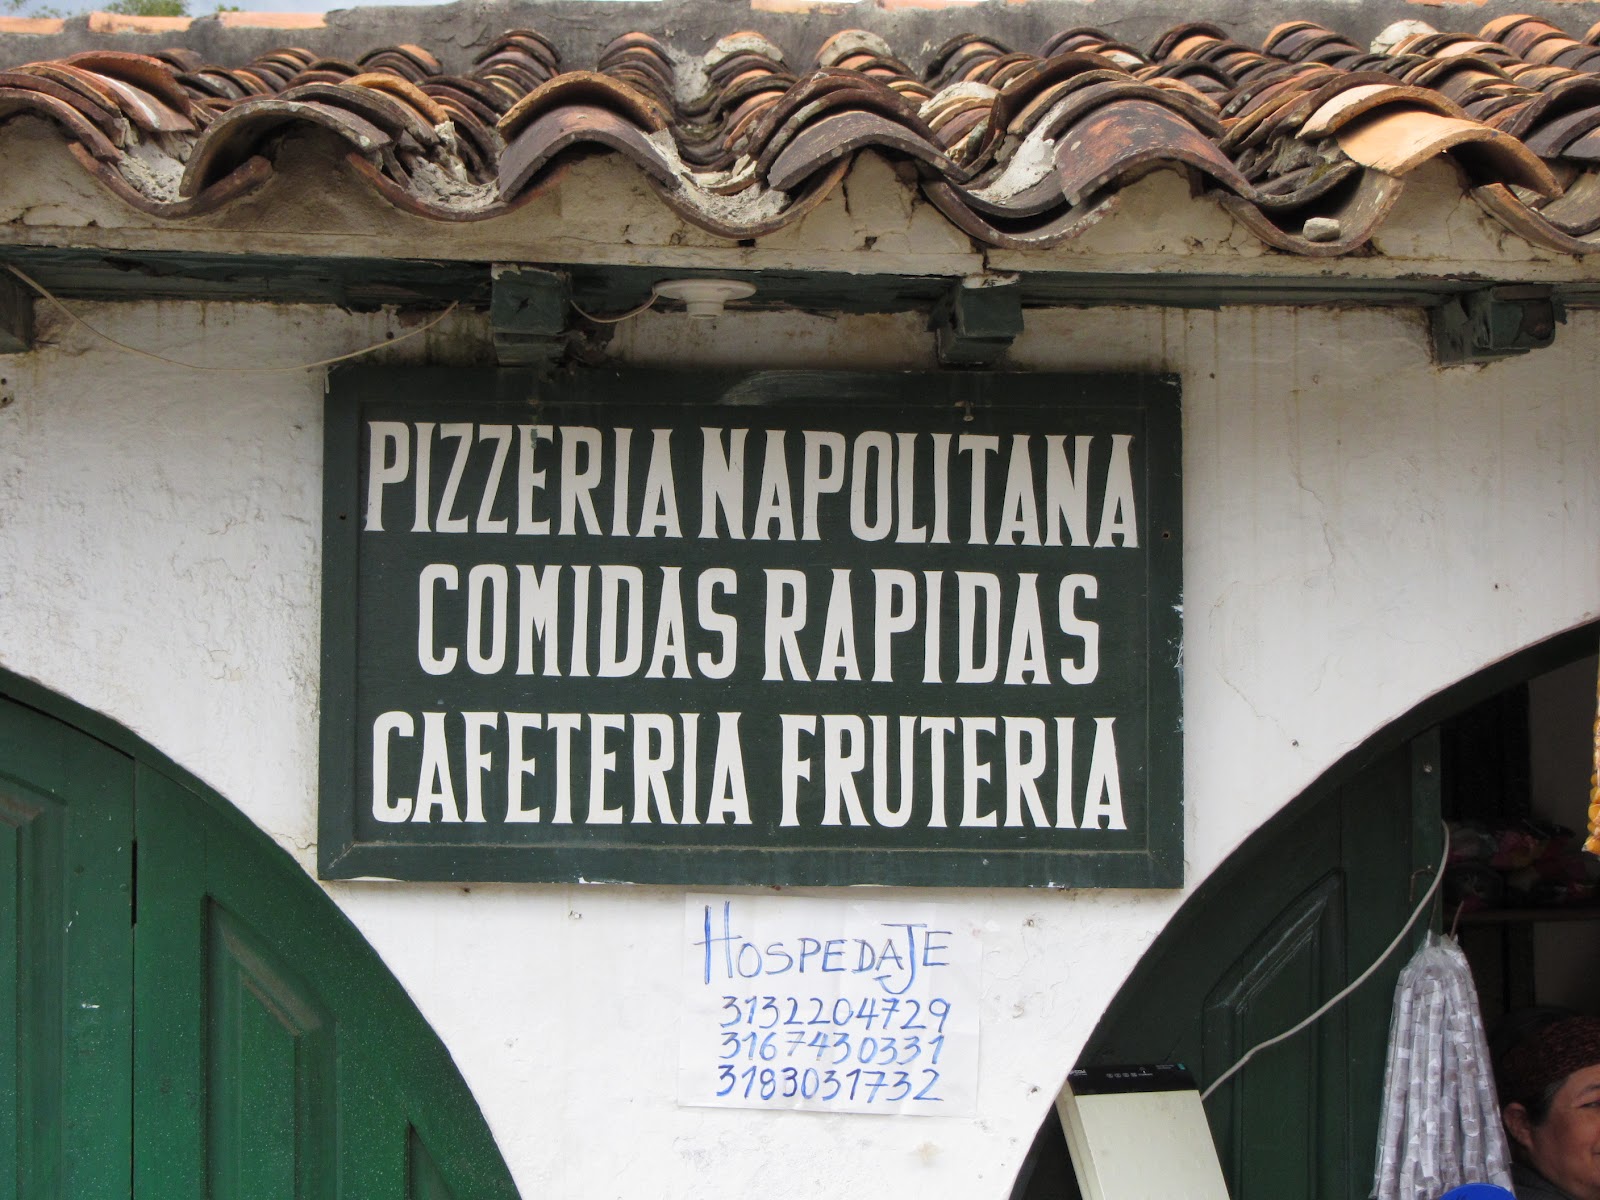 PIZZERIA NAPOLITANA
COMIDAS RAPIDAS
CAFETERIA FRUTERIA
HOSPEDAJE
3132204729
3167430331
3183031732